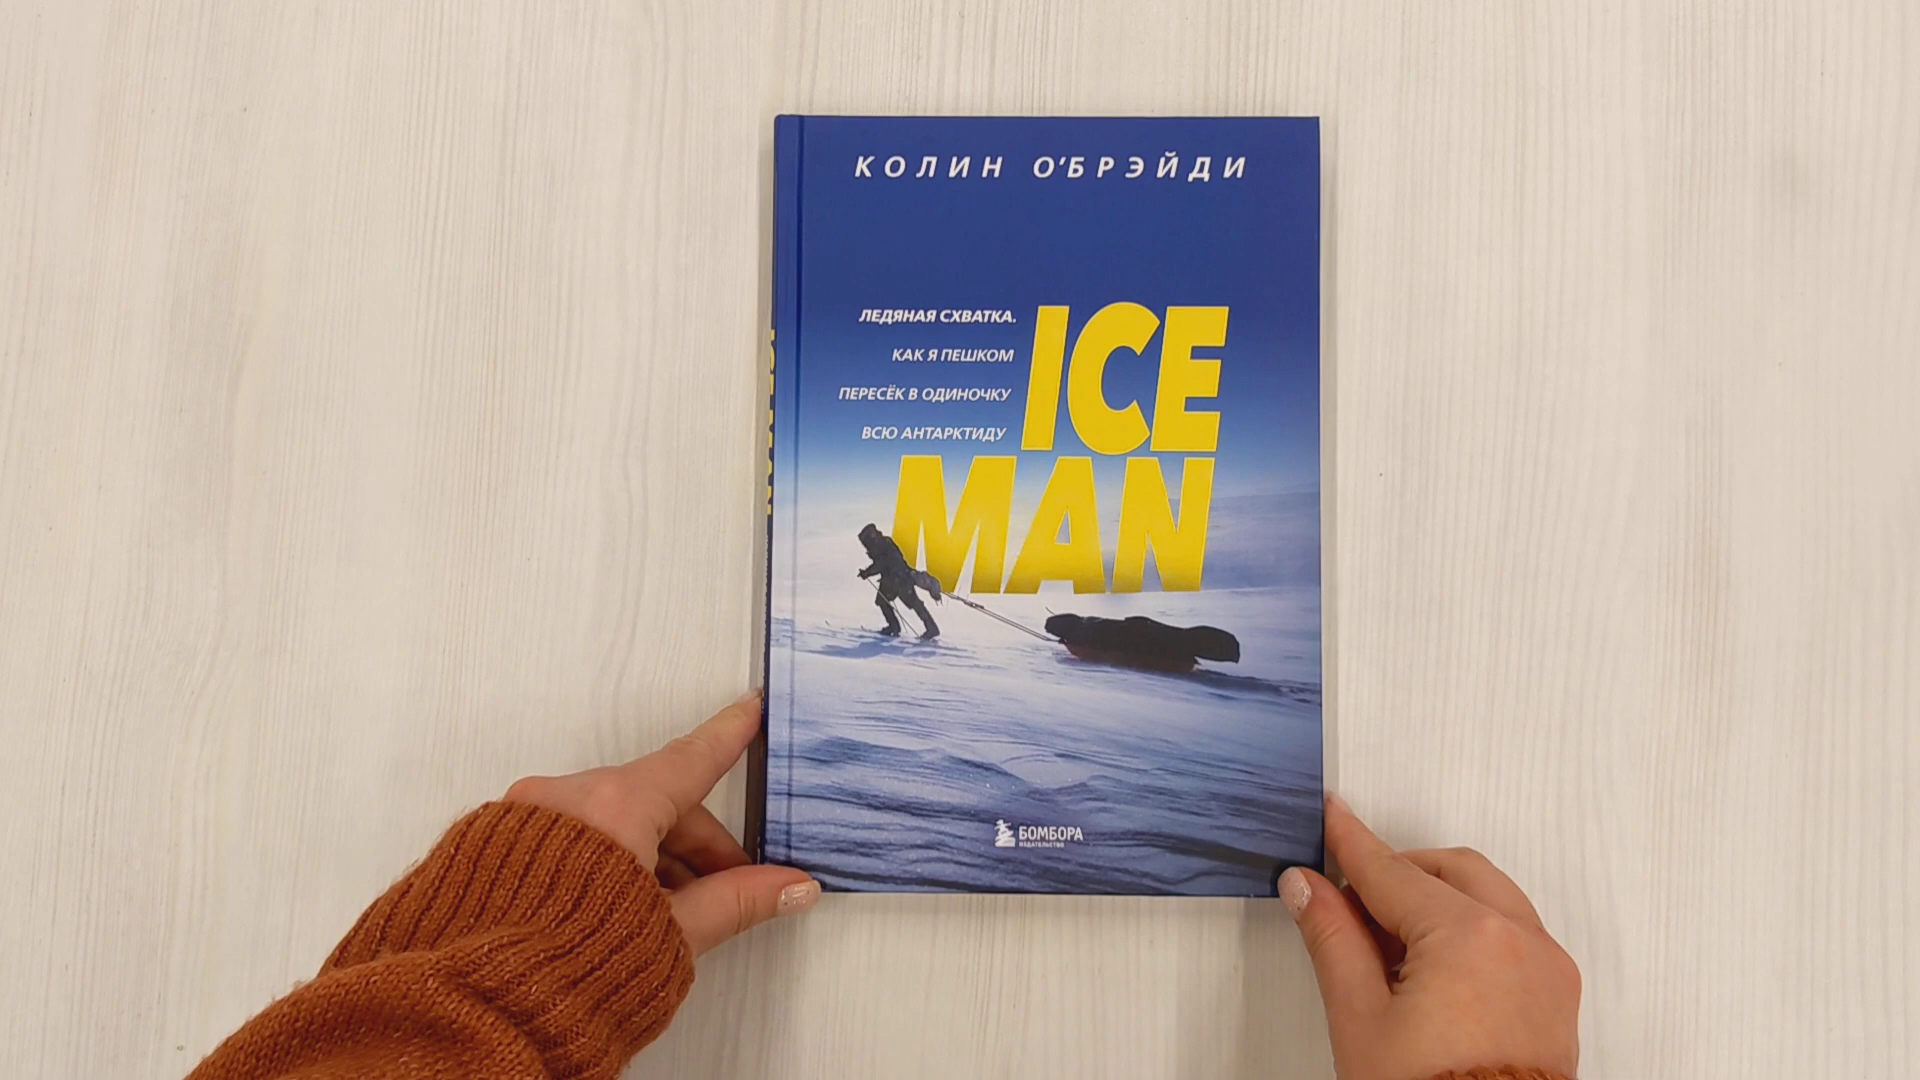 КОЛИН О'БРЭЙДИ
ЛЕДЯНАЯ СХВАТКА.
КАК Я ПЕШКОМ
ПЕРЕСЁК В ОДИНОЧКУ
ВСЮ АНТАРКТИДУ
ICE
MAN
БОМБОРА
ИЗДАТЕЛЬСТВО